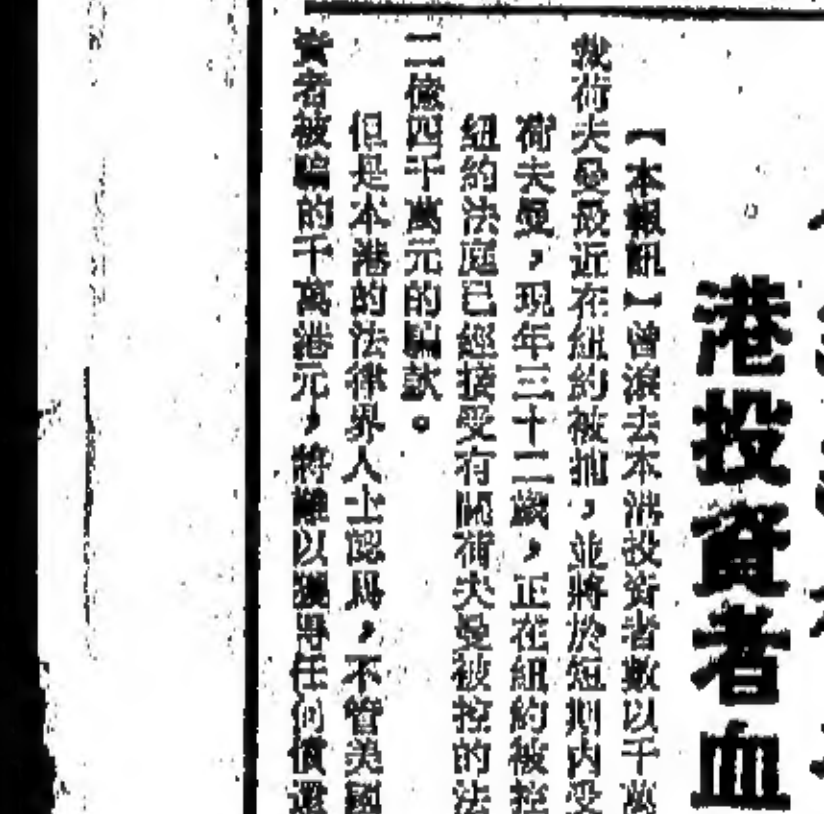 港投資者血
【本報訊】曾滾去本港投資者數以千萬
裁荷夫曼最近在紐約被捕，並將於短期內受
荷夫曼，現年三十二歲，正在紐約被控
紐約法庭已經接受有關荷夫曼被控的法
二億四千萬元的騙款。
但是本港的法律界人士認為，不管美國
資者被騙的千萬港元，將難以獲得任何償還